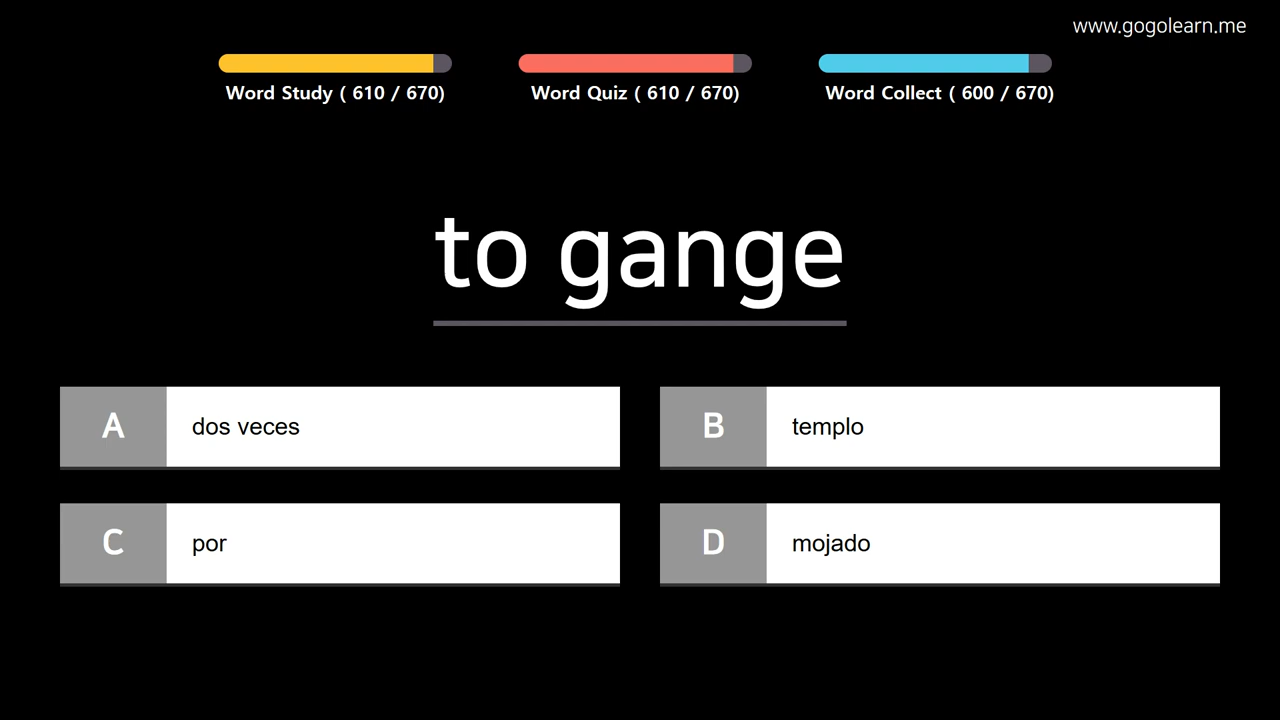 www.gogolearn.me
Word Study ( 610 / 670)
Word Quiz ( 610 / 670)
Word Collect ( 600 / 670)
to gange
A dos veces
B templo
C por
D mojado